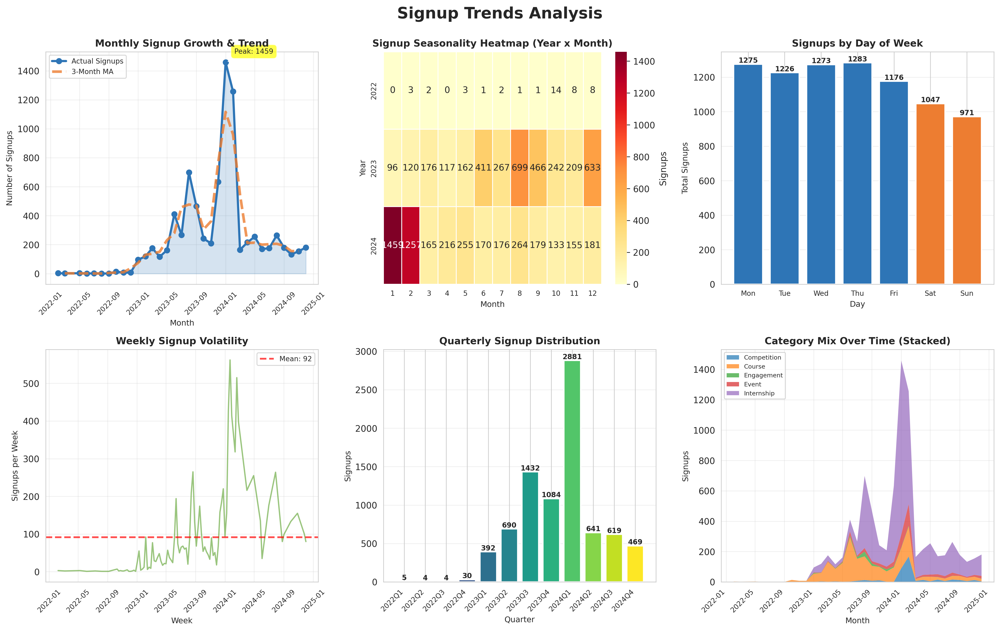 Signup Trends Analysis
Monthly Signup Growth & Trend
Peak: 1459
Actual Signups
3-Month MA
Number of Signups
1400
1200
1000
800
600
400
200
0
2022-01
2022-05
2022-09
2023-01
2023-05
2023-09
2024-01
2024-05
2024-09
2025-01
Month
Signup Seasonality Heatmap (Year x Month)
Year
2022
0 3 2 0 3 1 2 1 1 14 8 8
2023
96 120 176 117 162 411 267 699 466 242 209 633
2024
1459 1257 165 216 255 170 176 264 179 133 155 181
1 2 3 4 5 6 7 8 9 10 11 12
Month
1400
1200
1000
800
600
400
200
0
Signups
Signups by Day of Week
Total Signups
1200
1000
800
600
400
200
0
1275 1226 1273 1283 1176 1047 971
Mon Tue Wed Thu Fri Sat Sun
Day
Weekly Signup Volatility
Mean: 92
Signups per Week
500
400
300
200
100
0
2022-01
2022-05
2022-09
2023-01
2023-05
2023-09
2024-01
2024-05
2024-09
2025-01
Week
Quarterly Signup Distribution
Signups
3000
2500
2000
1500
1000
500
0
5 4 4 30 392 690 1432 1084 2881 641 619 469
2022Q1
2022Q2
2022Q3
2022Q4
2023Q1
2023Q2
2023Q3
2023Q4
2024Q1
2024Q2
2024Q3
2024Q4
Quarter
Category Mix Over Time (Stacked)
Competition
Course
Engagement
Event
Internship
Signups
1400
1200
1000
800
600
400
200
0
2022-01
2022-05
2022-09
2023-01
2023-05
2023-09
2024-01
2024-05
2024-09
2025-01
Month